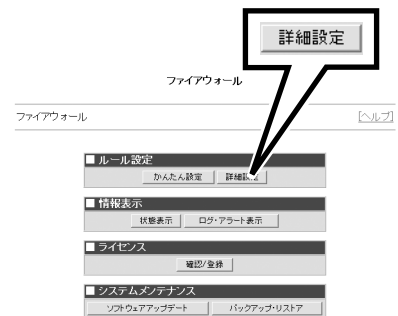 詳細設定
ファイアウォール
ファイアウォール [ヘルプ]
■ ルール設定
かんたん設定 詳細設定
■ 情報表示
状態表示 ログ・アラート表示
■ ライセンス
確認/登録
■ システムメンテナンス
ソフトウェアアップデート バックアップ・リストア